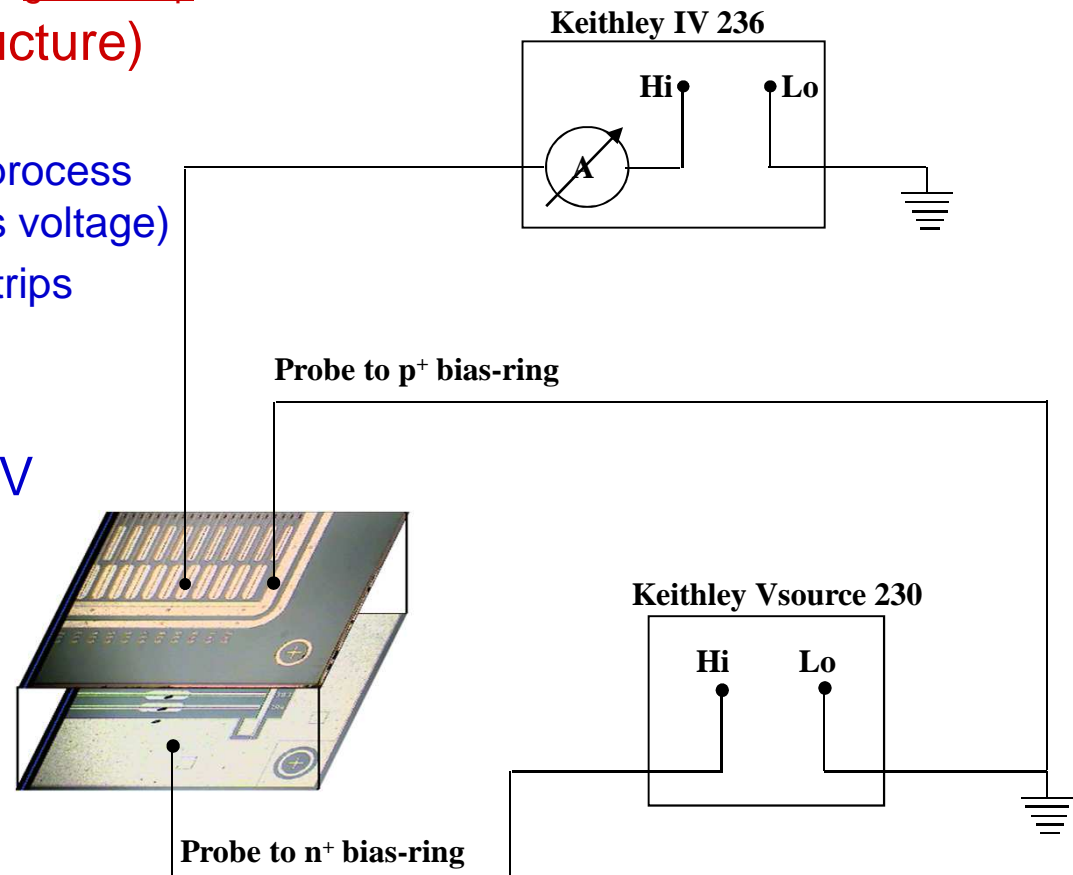 Keithley IV 236
ucture)
Hi
Lo
A
rocess
s voltage)
trips
Probe to p⁺ bias-ring
V
Keithley Vsource 230
Hi
Lo
Probe to n⁺ bias-ring